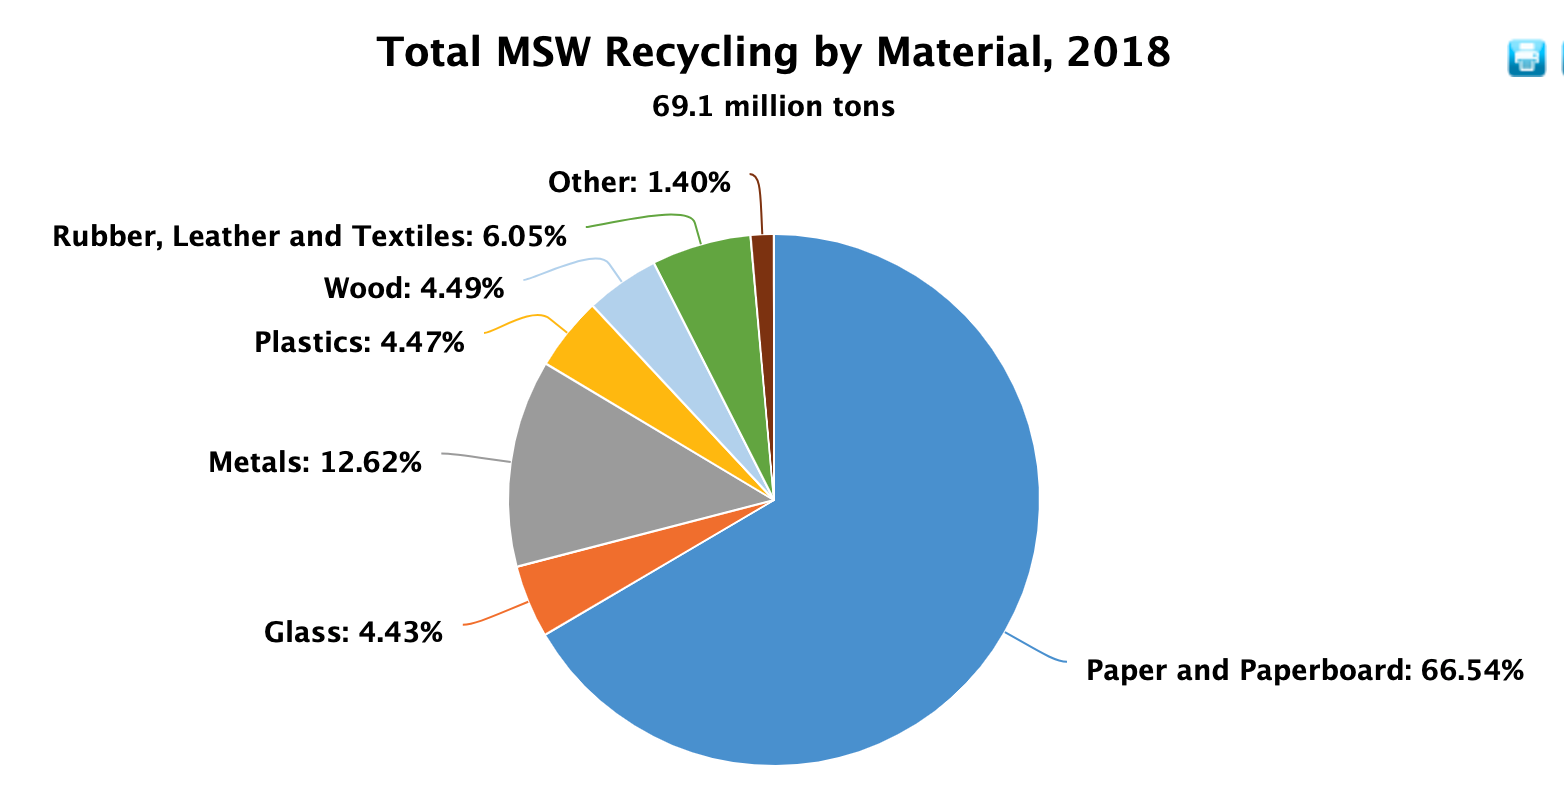 Total MSW Recycling by Material, 2018
69.1 million tons
Other: 1.40%
Rubber, Leather and Textiles: 6.05%
Wood: 4.49%
Plastics: 4.47%
Metals: 12.62%
Glass: 4.43%
Paper and Paperboard: 66.54%